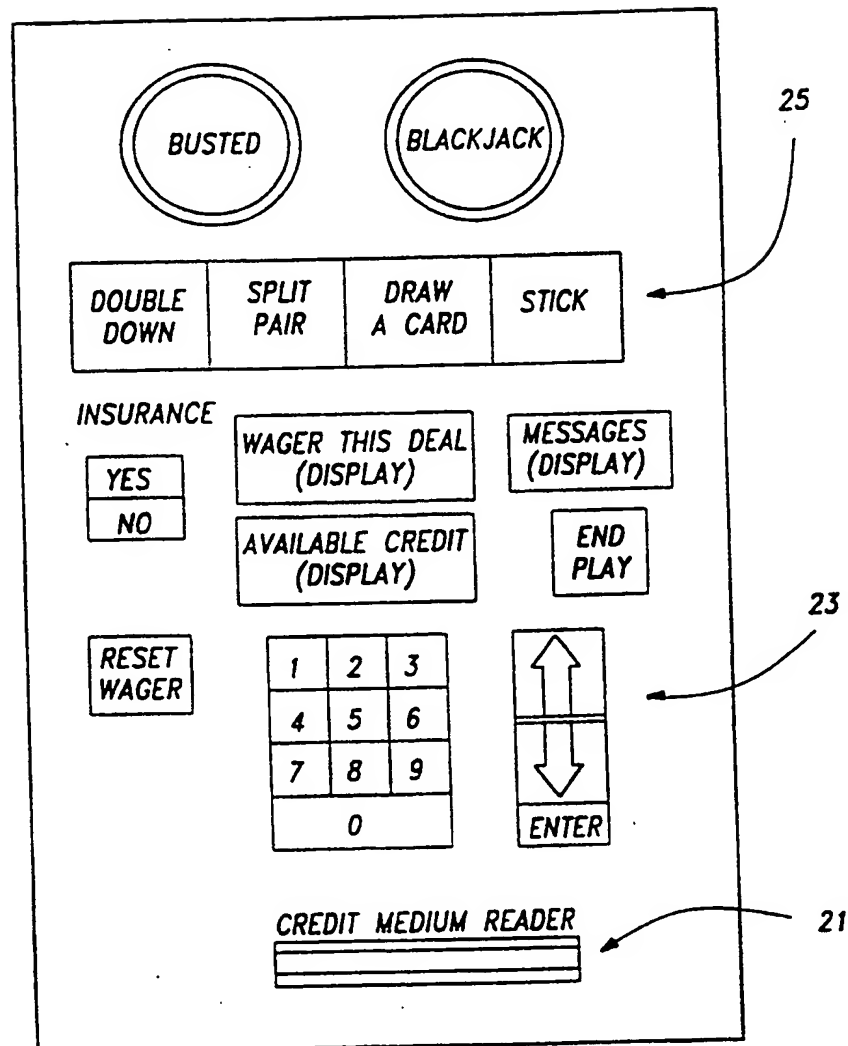 BUSTED
BLACKJACK
25
DOUBLE DOWN
SPLIT PAIR
DRAW A CARD
STICK
INSURANCE
YES
NO
WAGER THIS DEAL
(DISPLAY)
MESSAGES
(DISPLAY)
AVAILABLE CREDIT
(DISPLAY)
END
PLAY
23
RESET
WAGER
1 2 3
4 5 6
7 8 9
0
ENTER
CREDIT MEDIUM READER
21